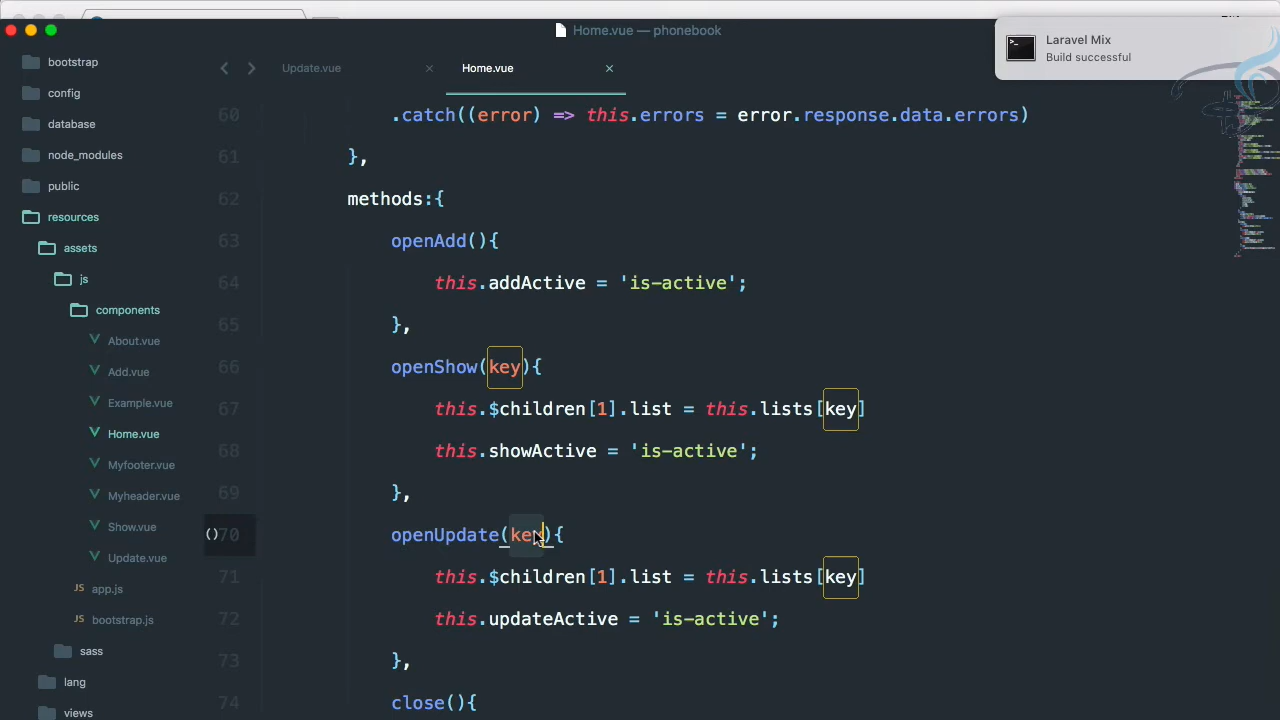 Home.vue — phonebook
Laravel Mix
Build successful
Update.vue ×
Home.vue ×
bootstrap
config
database
node_modules
public
resources
assets
js
components
About.vue
Add.vue
Example.vue
Home.vue
Myfooter.vue
Myheader.vue
Show.vue
Update.vue
JS app.js
JS bootstrap.js
sass
lang
views
60 .catch((error) => this.errors = error.response.data.errors)
61 },
62 methods:{
63 openAdd(){
64 this.addActive = 'is-active';
65 },
66 openShow(key){
67 this.$children[1].list = this.lists[key]
68 this.showActive = 'is-active';
69 },
70 openUpdate(key){
71 this.$children[1].list = this.lists[key]
72 this.updateActive = 'is-active';
73 },
74 close(){